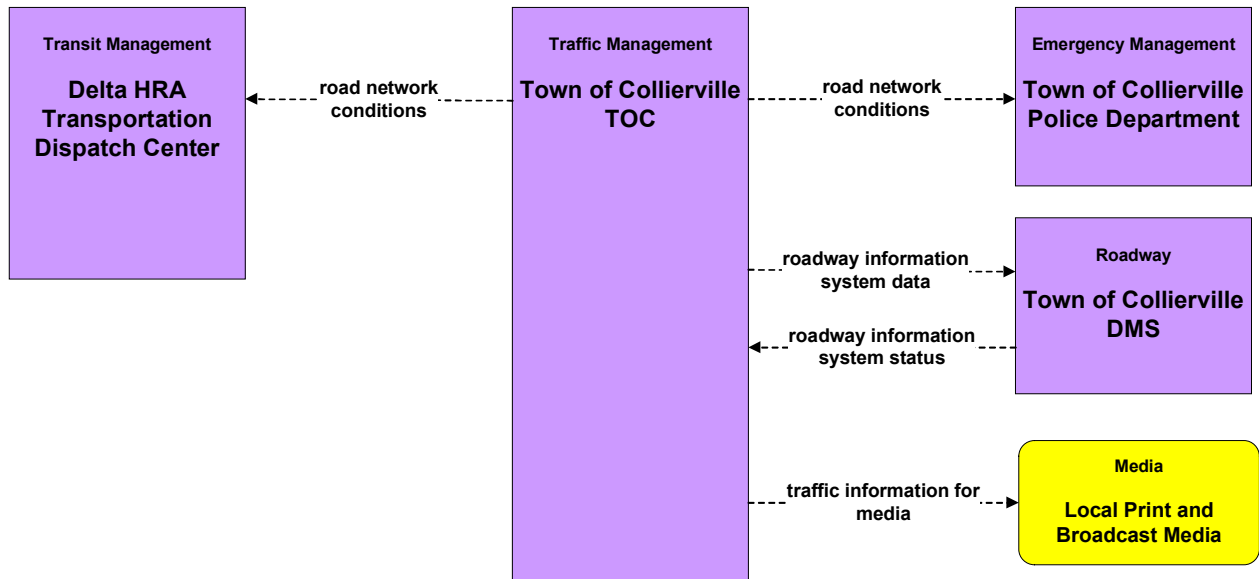 Transit Management
Delta HRA
Transportation
Dispatch Center
road network
conditions
Traffic Management
Town of Collierville
TOC
road network
conditions
Emergency Management
Town of Collierville
Police Department
roadway information
system data
roadway information
system status
Roadway
Town of Collierville
DMS
traffic information for
media
Media
Local Print and
Broadcast Media